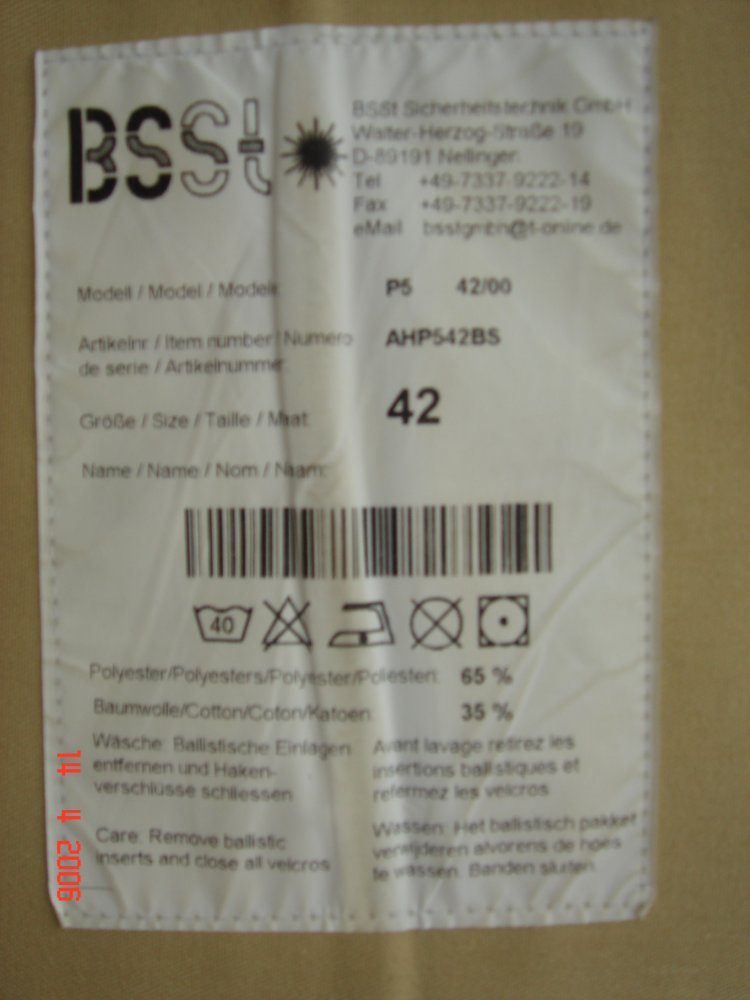 BSSt
BSSt Sicherheitstechnik GmbH
Walter-Herzog-Straße 19
D-89191 Nellingen
Tel +49-7337-9222-14
Fax +49-7337-9222-19
eMail bsstgmbh@t-online.de
Modell / Model / Modele: P5 42/00
Artikelnr / Item number/ Numero AHP542BS
de serie / Artikelnummer:
Größe / Size / Taille / Maat: 42
Name / Name / Nom / Naam:
40
Polyester/Polyesters/Polyester/Poliesteri: 65 %
Baumwolle/Cotton/Coton/Katoen: 35 %
Wäsche: Ballistische Einlagen
entfernen und Haken-
verschlüsse schliessen
Care: Remove ballistic
inserts and close all velcros
Avant lavage retirez les
insertions ballistiques et
refermez les velcros
Wassen: Het ballistisch pakket
verwijderen alvorens de hoes
te wassen. Banden sluiten.
14 4 2006